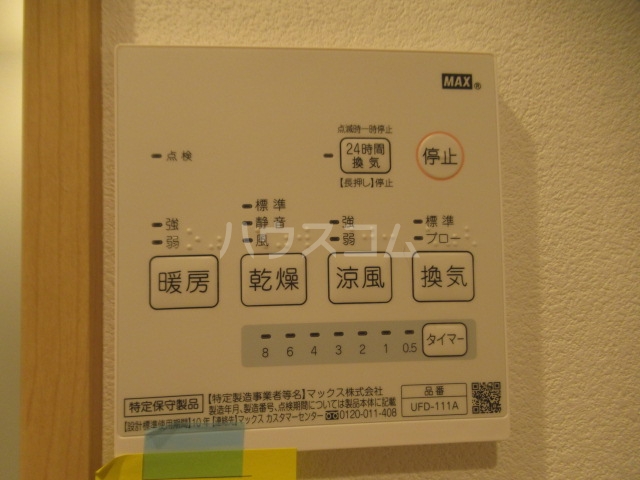 MAX®
点滅時一時停止
点検
24時間
換気
停止
【長押し】停止
標準
強
静音
強
標準
弱
風
弱
ブロー
ハウスコム
暖房
乾燥
涼風
換気
8 6 4 3 2 1 0.5
タイマー
特定保守製品
【特定製造事業者等名】マックス株式会社
製造年月、製造番号、点検期間については製品本体に記載
【設計標準使用期間】10年【連絡先】マックス カスタマーセンター 0120-011-408
品番
UFD-111A